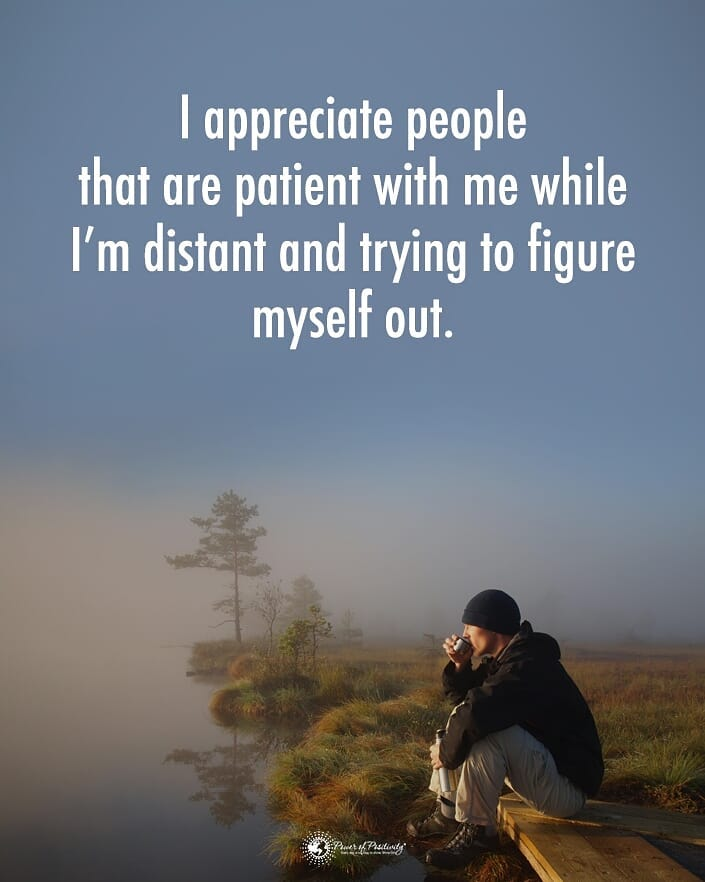 I appreciate people
that are patient with me while
I’m distant and trying to figure
myself out.
Power of Positivity